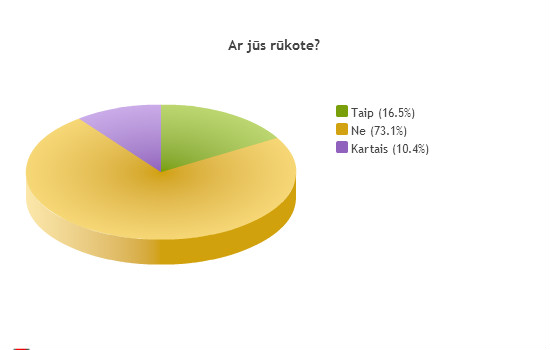 Ar jūs rūkote?
Taip (16.5%)
Ne (73.1%)
Kartais (10.4%)